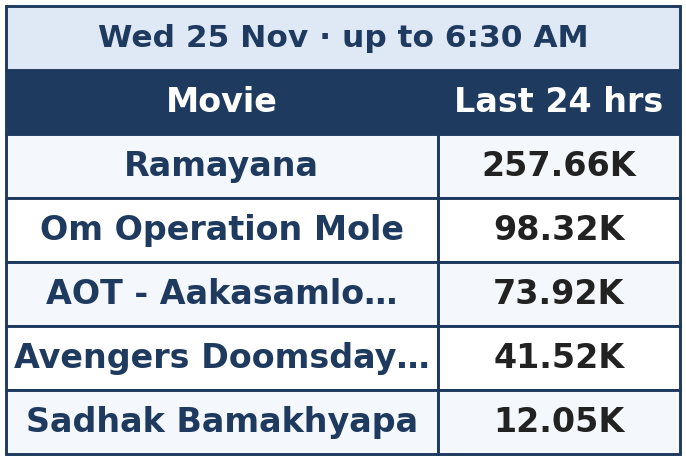 Wed 25 Nov · up to 6:30 AM
Movie Last 24 hrs
Ramayana 257.66K
Om Operation Mole 98.32K
AOT - Aakasamlo... 73.92K
Avengers Doomsday... 41.52K
Sadhak Bamakhyapa 12.05K